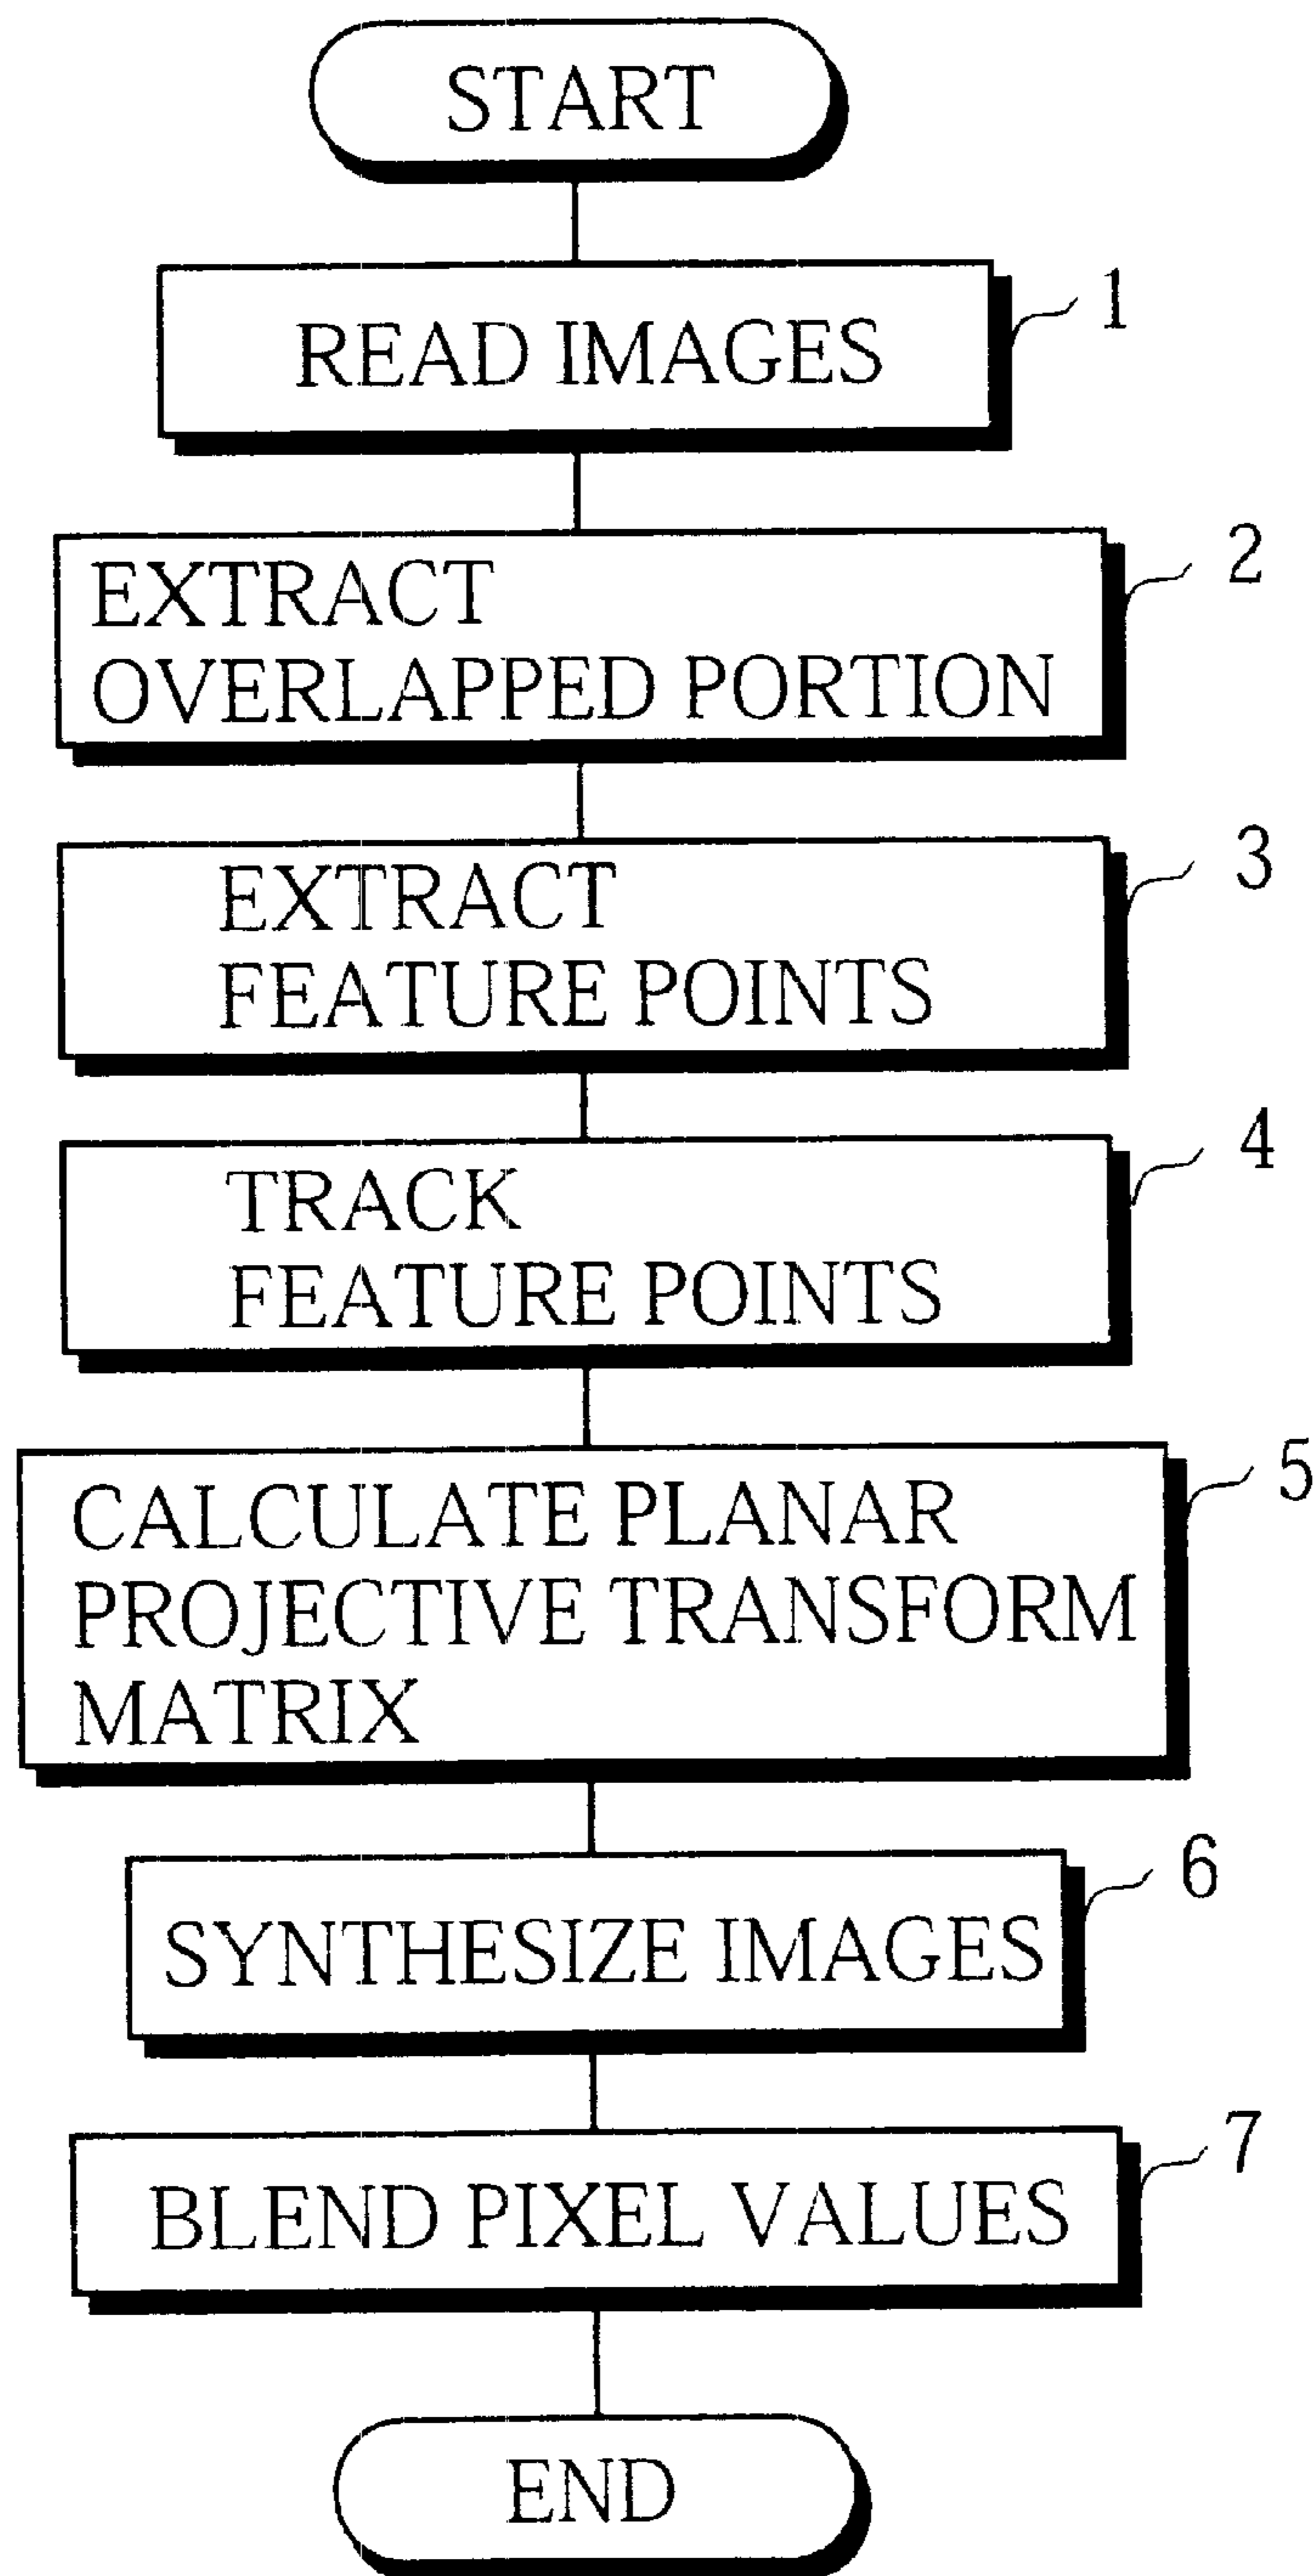 START
READ IMAGES
1
EXTRACT
OVERLAPPED PORTION
2
EXTRACT
FEATURE POINTS
3
TRACK
FEATURE POINTS
4
CALCULATE PLANAR
PROJECTIVE TRANSFORM
MATRIX
5
SYNTHESIZE IMAGES
6
BLEND PIXEL VALUES
7
END